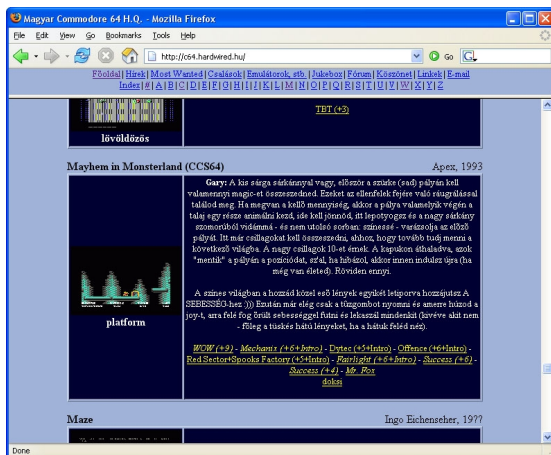 Magyar Commodore 64 H.Q. - Mozilla Firefox
File Edit View Go Bookmarks Tools Help
http://c64.hardwired.hu/ Go
Főoldal | Hírek | Most Wanted | Csalások | Emulátorok, stb. | Jukebox | Fórum | Köszönet | Linkek | E-mail
Index | # | A | B | C | D | E | F | G | H | I | J | K | L | M | N | O | P | Q | R | S | T | U | V | W | X | Y | Z
TBT (+3)
lövöldözös
Mayhem in Monsterland (CCS64) Apex, 1993
Gary: A kis sárga sárkánnyal vagy, először a szürke (sad) pályán kell
valamennyi magic-et összeszedned. Ezeket az ellenfelek fejére való ráugrálással
találod meg. Ha megvan a kellő mennyiség, akkor a pálya valamelyik végén a
talaj egy része animálni kezd, ide kell jönnöd, itt lepotyogsz és a nagy sárkány
szomorúból vidámmá - és nem utolsó sorban: színessé - varázsolja az előző
pályát. Itt már csillagokat kell összeszedni, ahhoz, hogy tovább tudj menni a
következő világba. A nagy csillagok 10-et érnek. A kapukon áthaladva, azok
"mentik" a pályán a pozíciódat, sz'al, ha hibázol, akkor innen indulsz újra (ha
még van életed). Röviden ennyi.
A színes világban a hozzád közel eső lények egyikét letiporva hozzájutsz A
SEBESSÉG-hez :))) Ezután már elég csak a tűzgombot nyomni és amerre húzod a
joy-t, arra felé fog őrült sebességgel futni és lekaszál mindenkit (kivéve akit nem
- főleg a tüskés hátú lényeket, ha a hátuk feléd néz).
WOW (+9) - Mechanix (+6+Intro) - Dytec (+5+Intro) - Offence (+6+Intro) -
Red Sector+Spooks Factory (+5+Intro) - Fairlight (+6+Intro) - Success (+6) -
Success (+4) - Mr. Fox
doksi
platform
Maze Ingo Eichenseher, 19??
Done